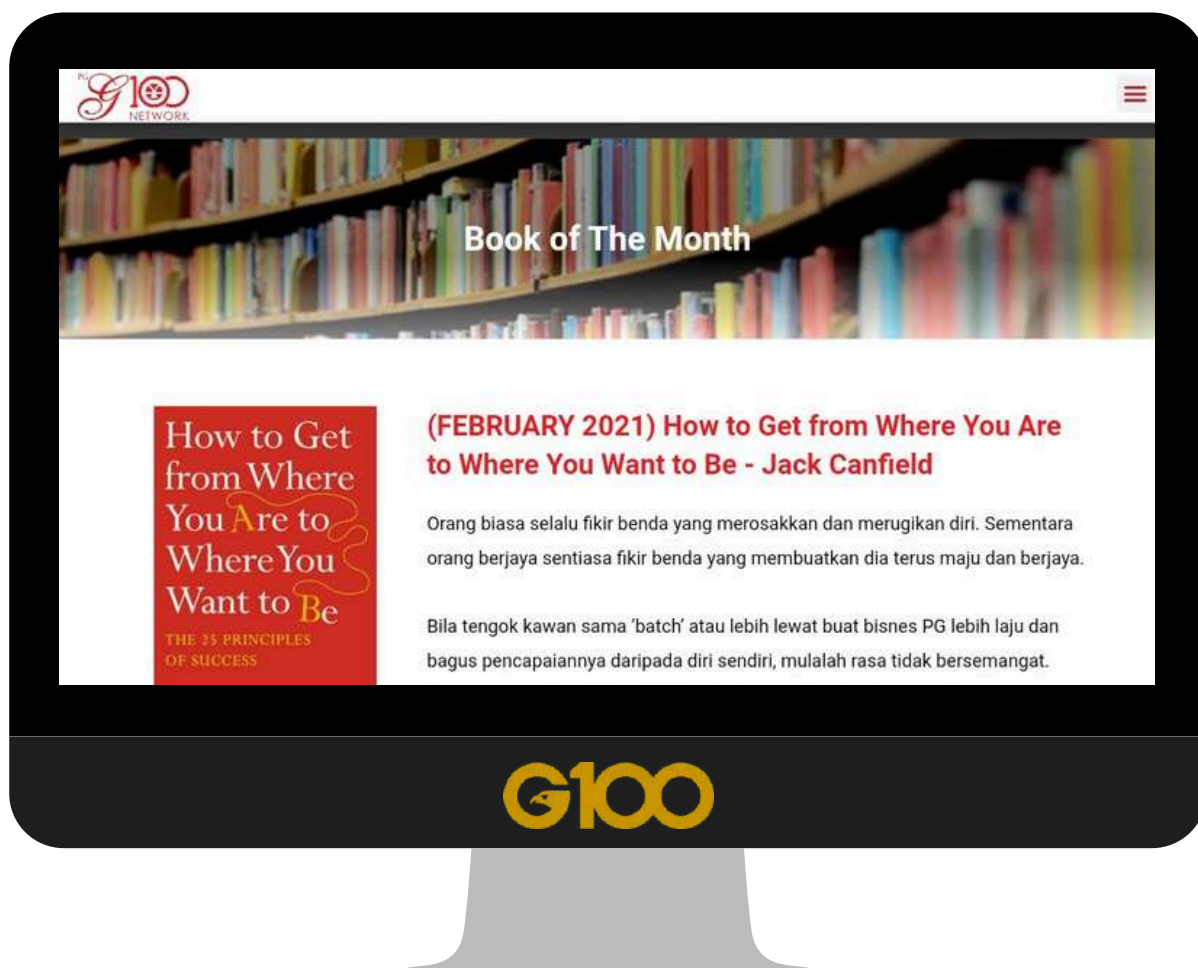 PG
G100
NETWORK
Book of The Month
How to Get
from Where
You Are to
Where You
Want to Be
THE 25 PRINCIPLES
OF SUCCESS
(FEBRUARY 2021) How to Get from Where You Are
to Where You Want to Be - Jack Canfield
Orang biasa selalu fikir benda yang merosakkan dan merugikan diri. Sementara
orang berjaya sentiasa fikir benda yang membuatkan dia terus maju dan berjaya.
Bila tengok kawan sama 'batch' atau lebih lewat buat bisnes PG lebih laju dan
bagus pencapaiannya daripada diri sendiri, mulalah rasa tidak bersemangat.
G100